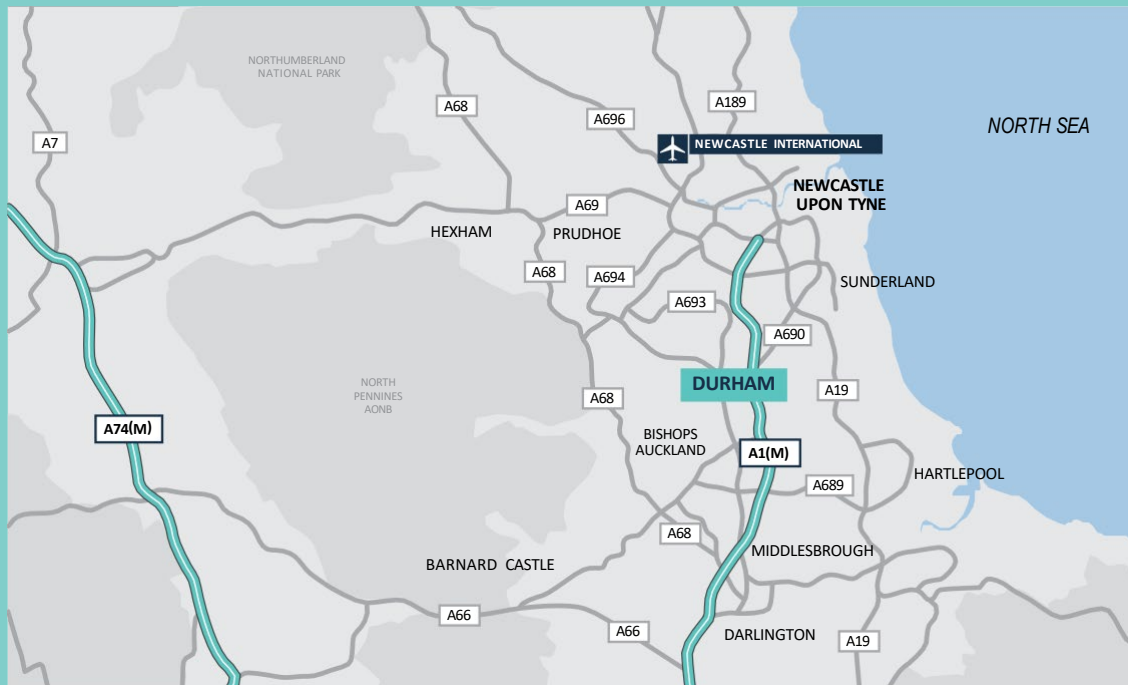 NORTHUMBERLAND
NATIONAL PARK
A68
A189
A696
NORTH SEA
A7
NEWCASTLE INTERNATIONAL
NEWCASTLE
UPON TYNE
A69
HEXHAM
PRUDHOE
A68
A694
SUNDERLAND
A693
A690
DURHAM
NORTH
PENNINES
AONB
A68
A19
A74(M)
BISHOPS
AUCKLAND
A1(M)
HARTLEPOOL
A689
A68
MIDDLESBROUGH
BARNARD CASTLE
A66
A66
DARLINGTON
A19